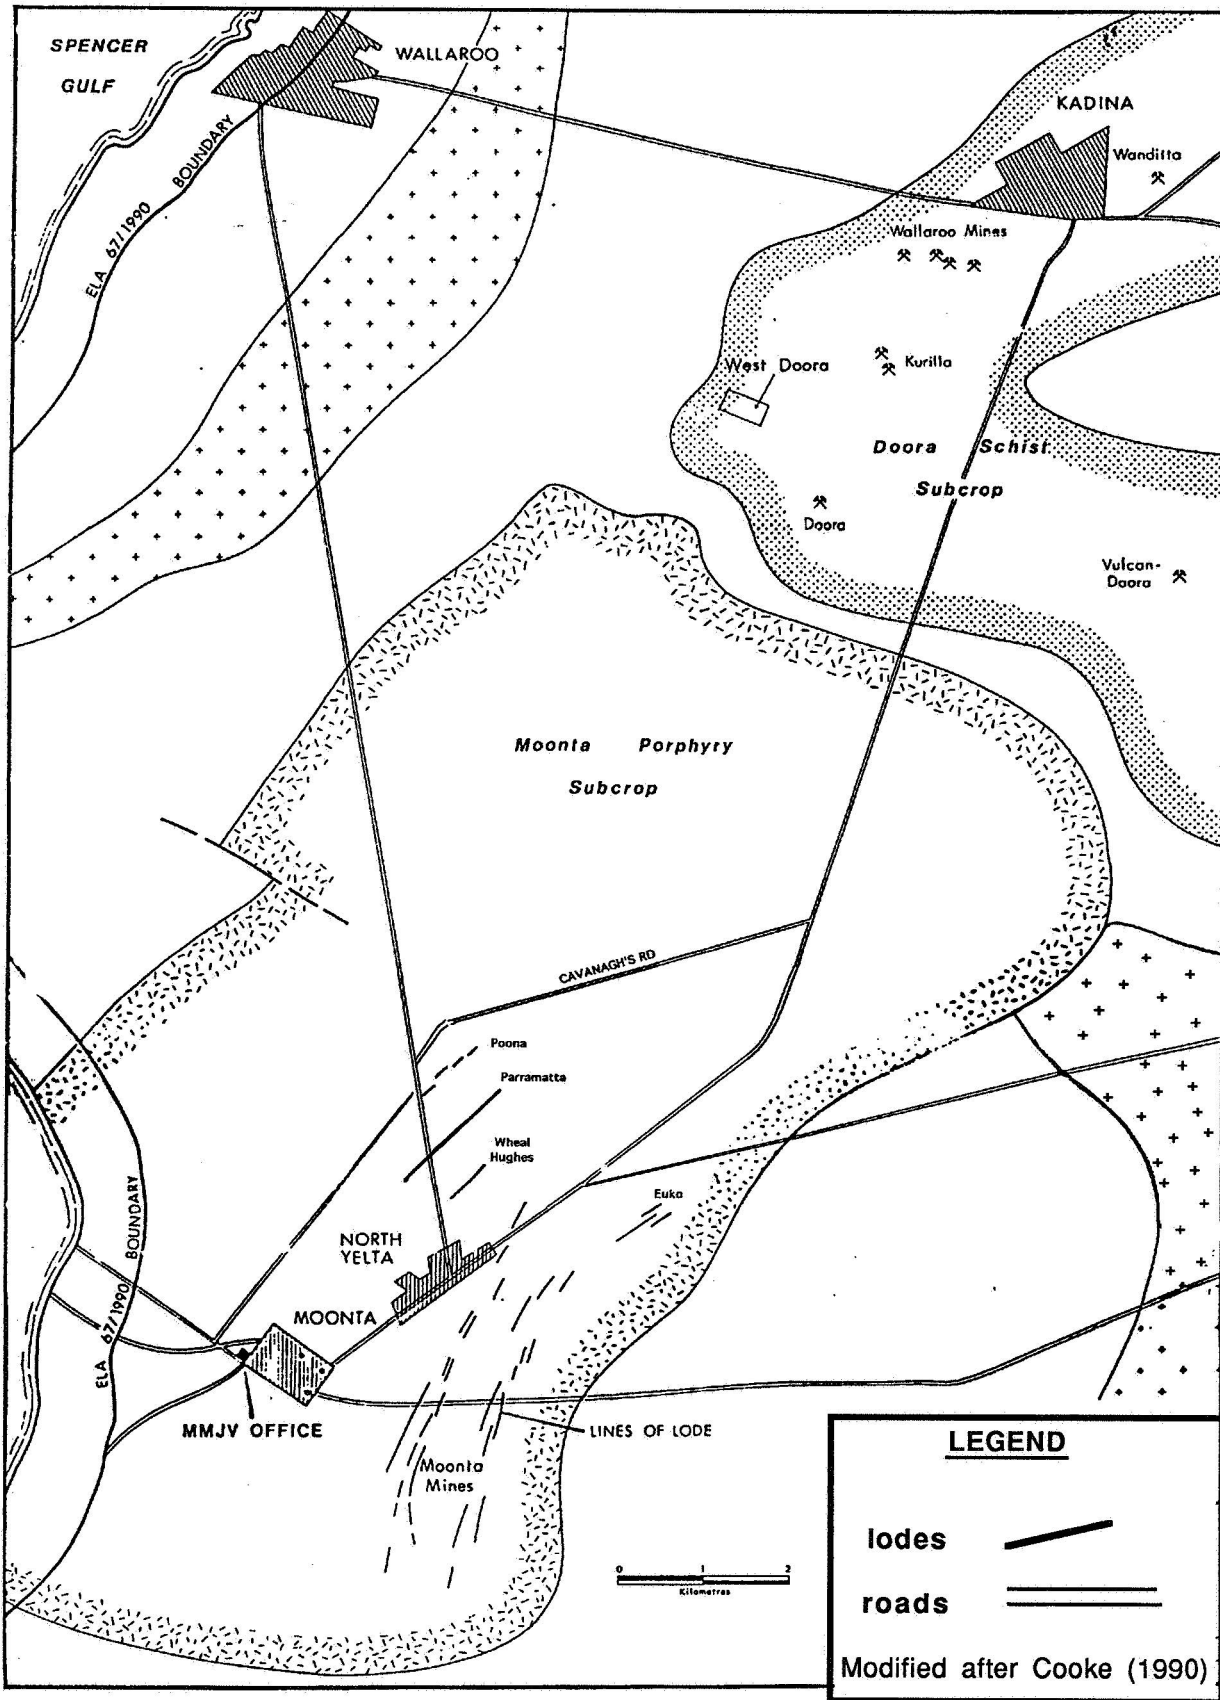 SPENCER
GULF
WALLAROO
KADINA
Wanditta
ELA 67/1990 BOUNDARY
Wallaroo Mines
West Doora
Kurilla
Doora Schist
Subcrop
Doora
Vulcan-
Doora
Moonta Porphyry
Subcrop
CAVANAGH'S RD
Poona
Parramatta
Wheal
Hughes
Euko
NORTH
YELTA
MOONTA
ELA 67/1990 BOUNDARY
MMJV OFFICE
LINES OF LODE
Moonta
Mines
0 1 2
Kilometres
LEGEND
lodes
roads
Modified after Cooke (1990)